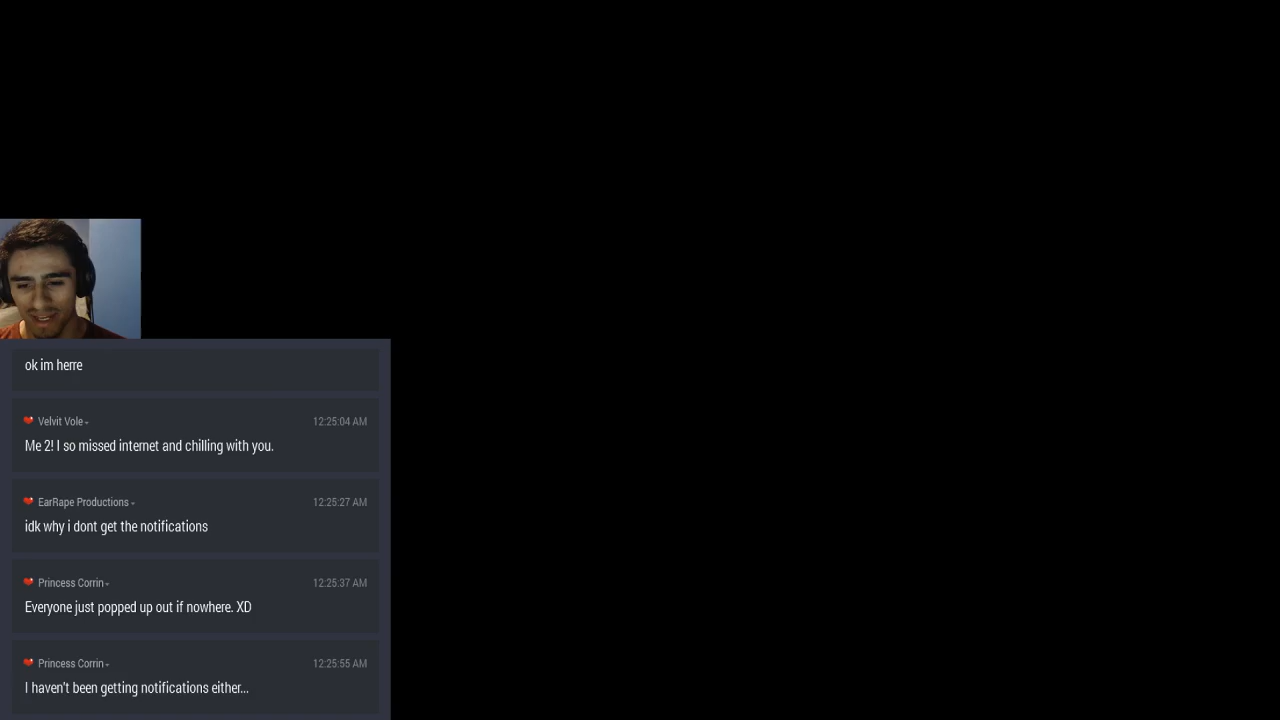 ok im herre
Velvit Vole
12:25:04 AM
Me 2! I so missed internet and chilling with you.
EarRape Productions
12:25:27 AM
idk why i dont get the notifications
Princess Corrin
12:25:37 AM
Everyone just popped up out if nowhere. XD
Princess Corrin
12:25:55 AM
I haven't been getting notifications either...